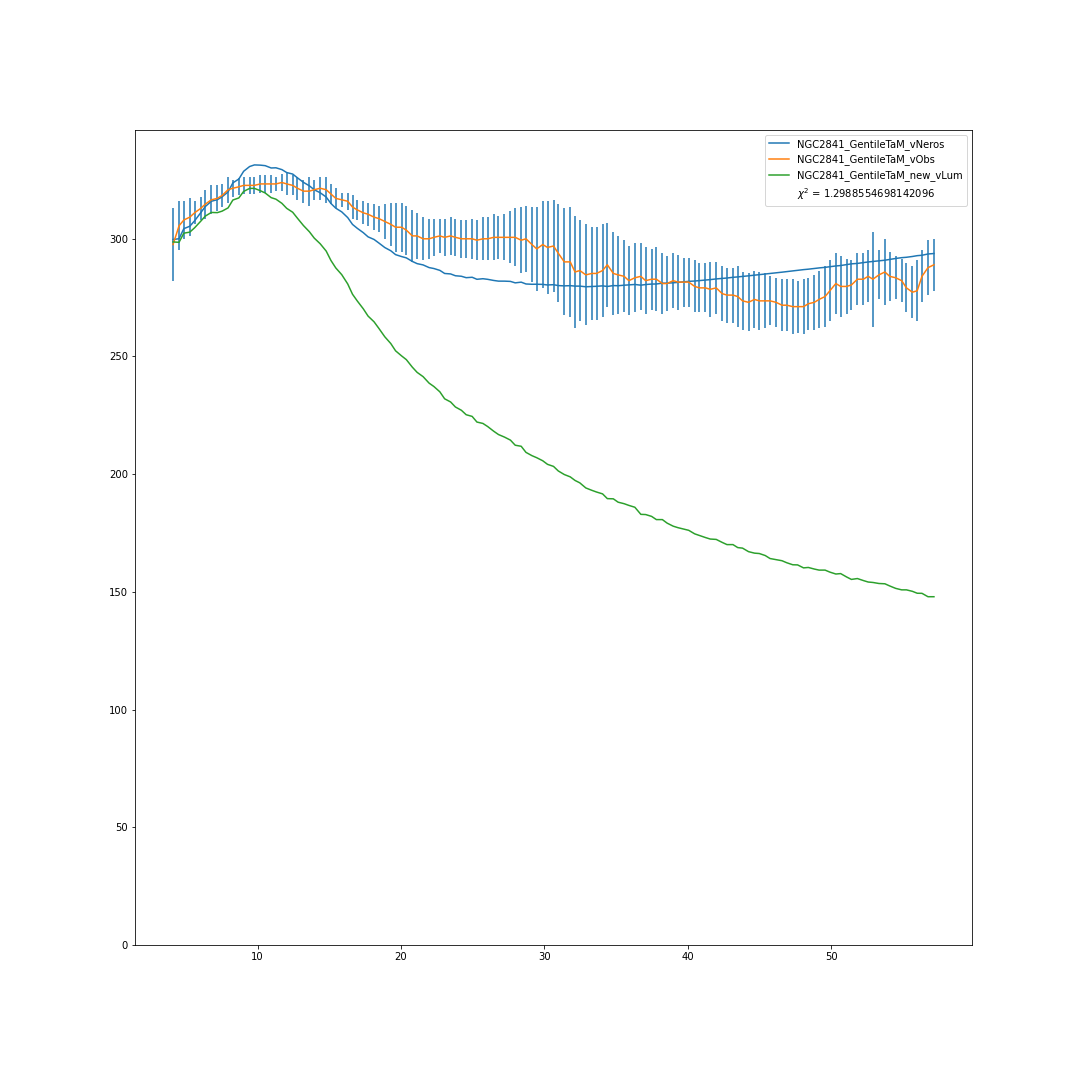 NGC2841_GentileTaM_vNeros
NGC2841_GentileTaM_vObs
NGC2841_GentileTaM_new_vLum
χ² = 1.2988554698142096
300
250
200
150
100
50
0
10 20 30 40 50